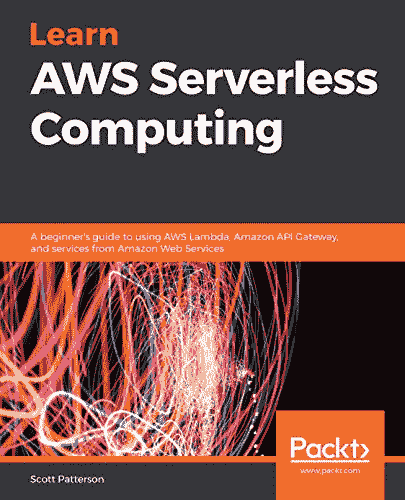 Learn
AWS Serverless
Computing
A beginner's guide to using AWS Lambda, Amazon API Gateway,
and services from Amazon Web Services
Packt>
www.packt.com
Scott Patterson